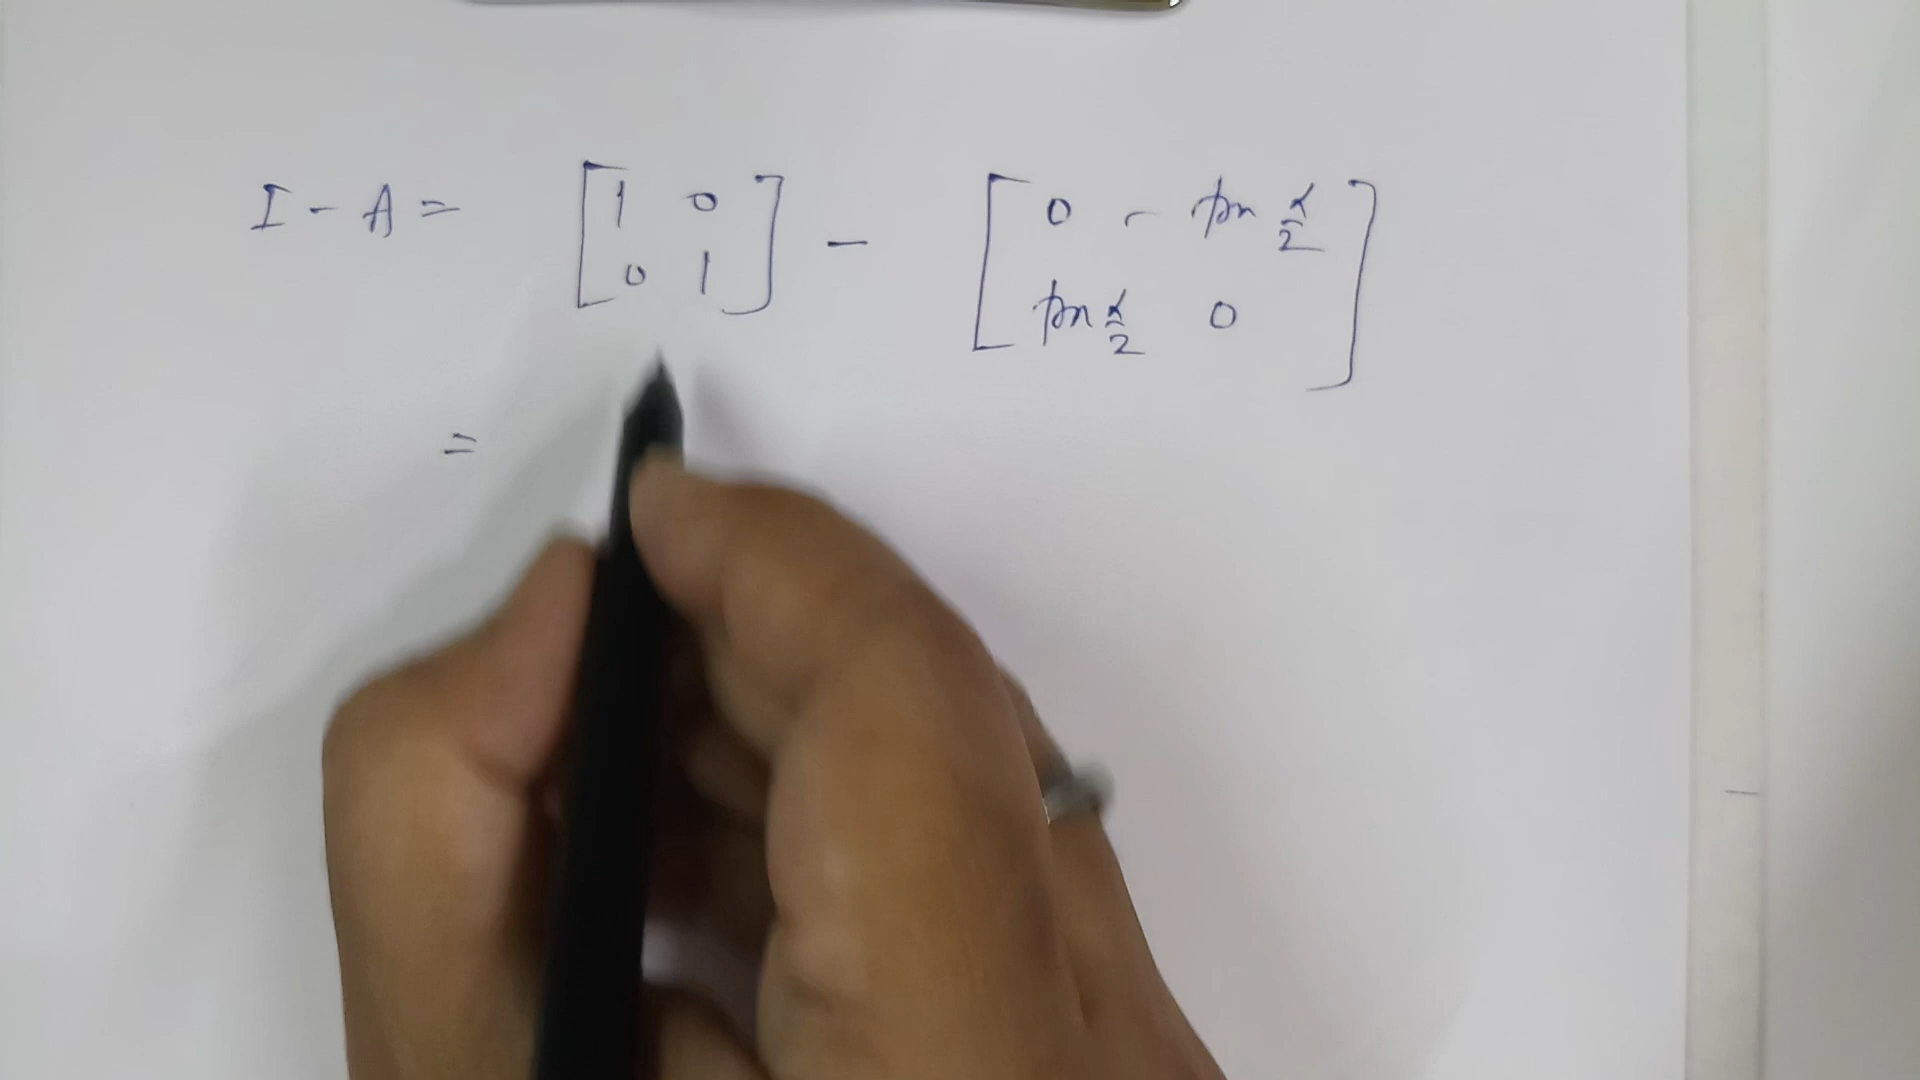 I - A = [1 0 0 1] - [0 - tan α/2 tan α/2 0]
=